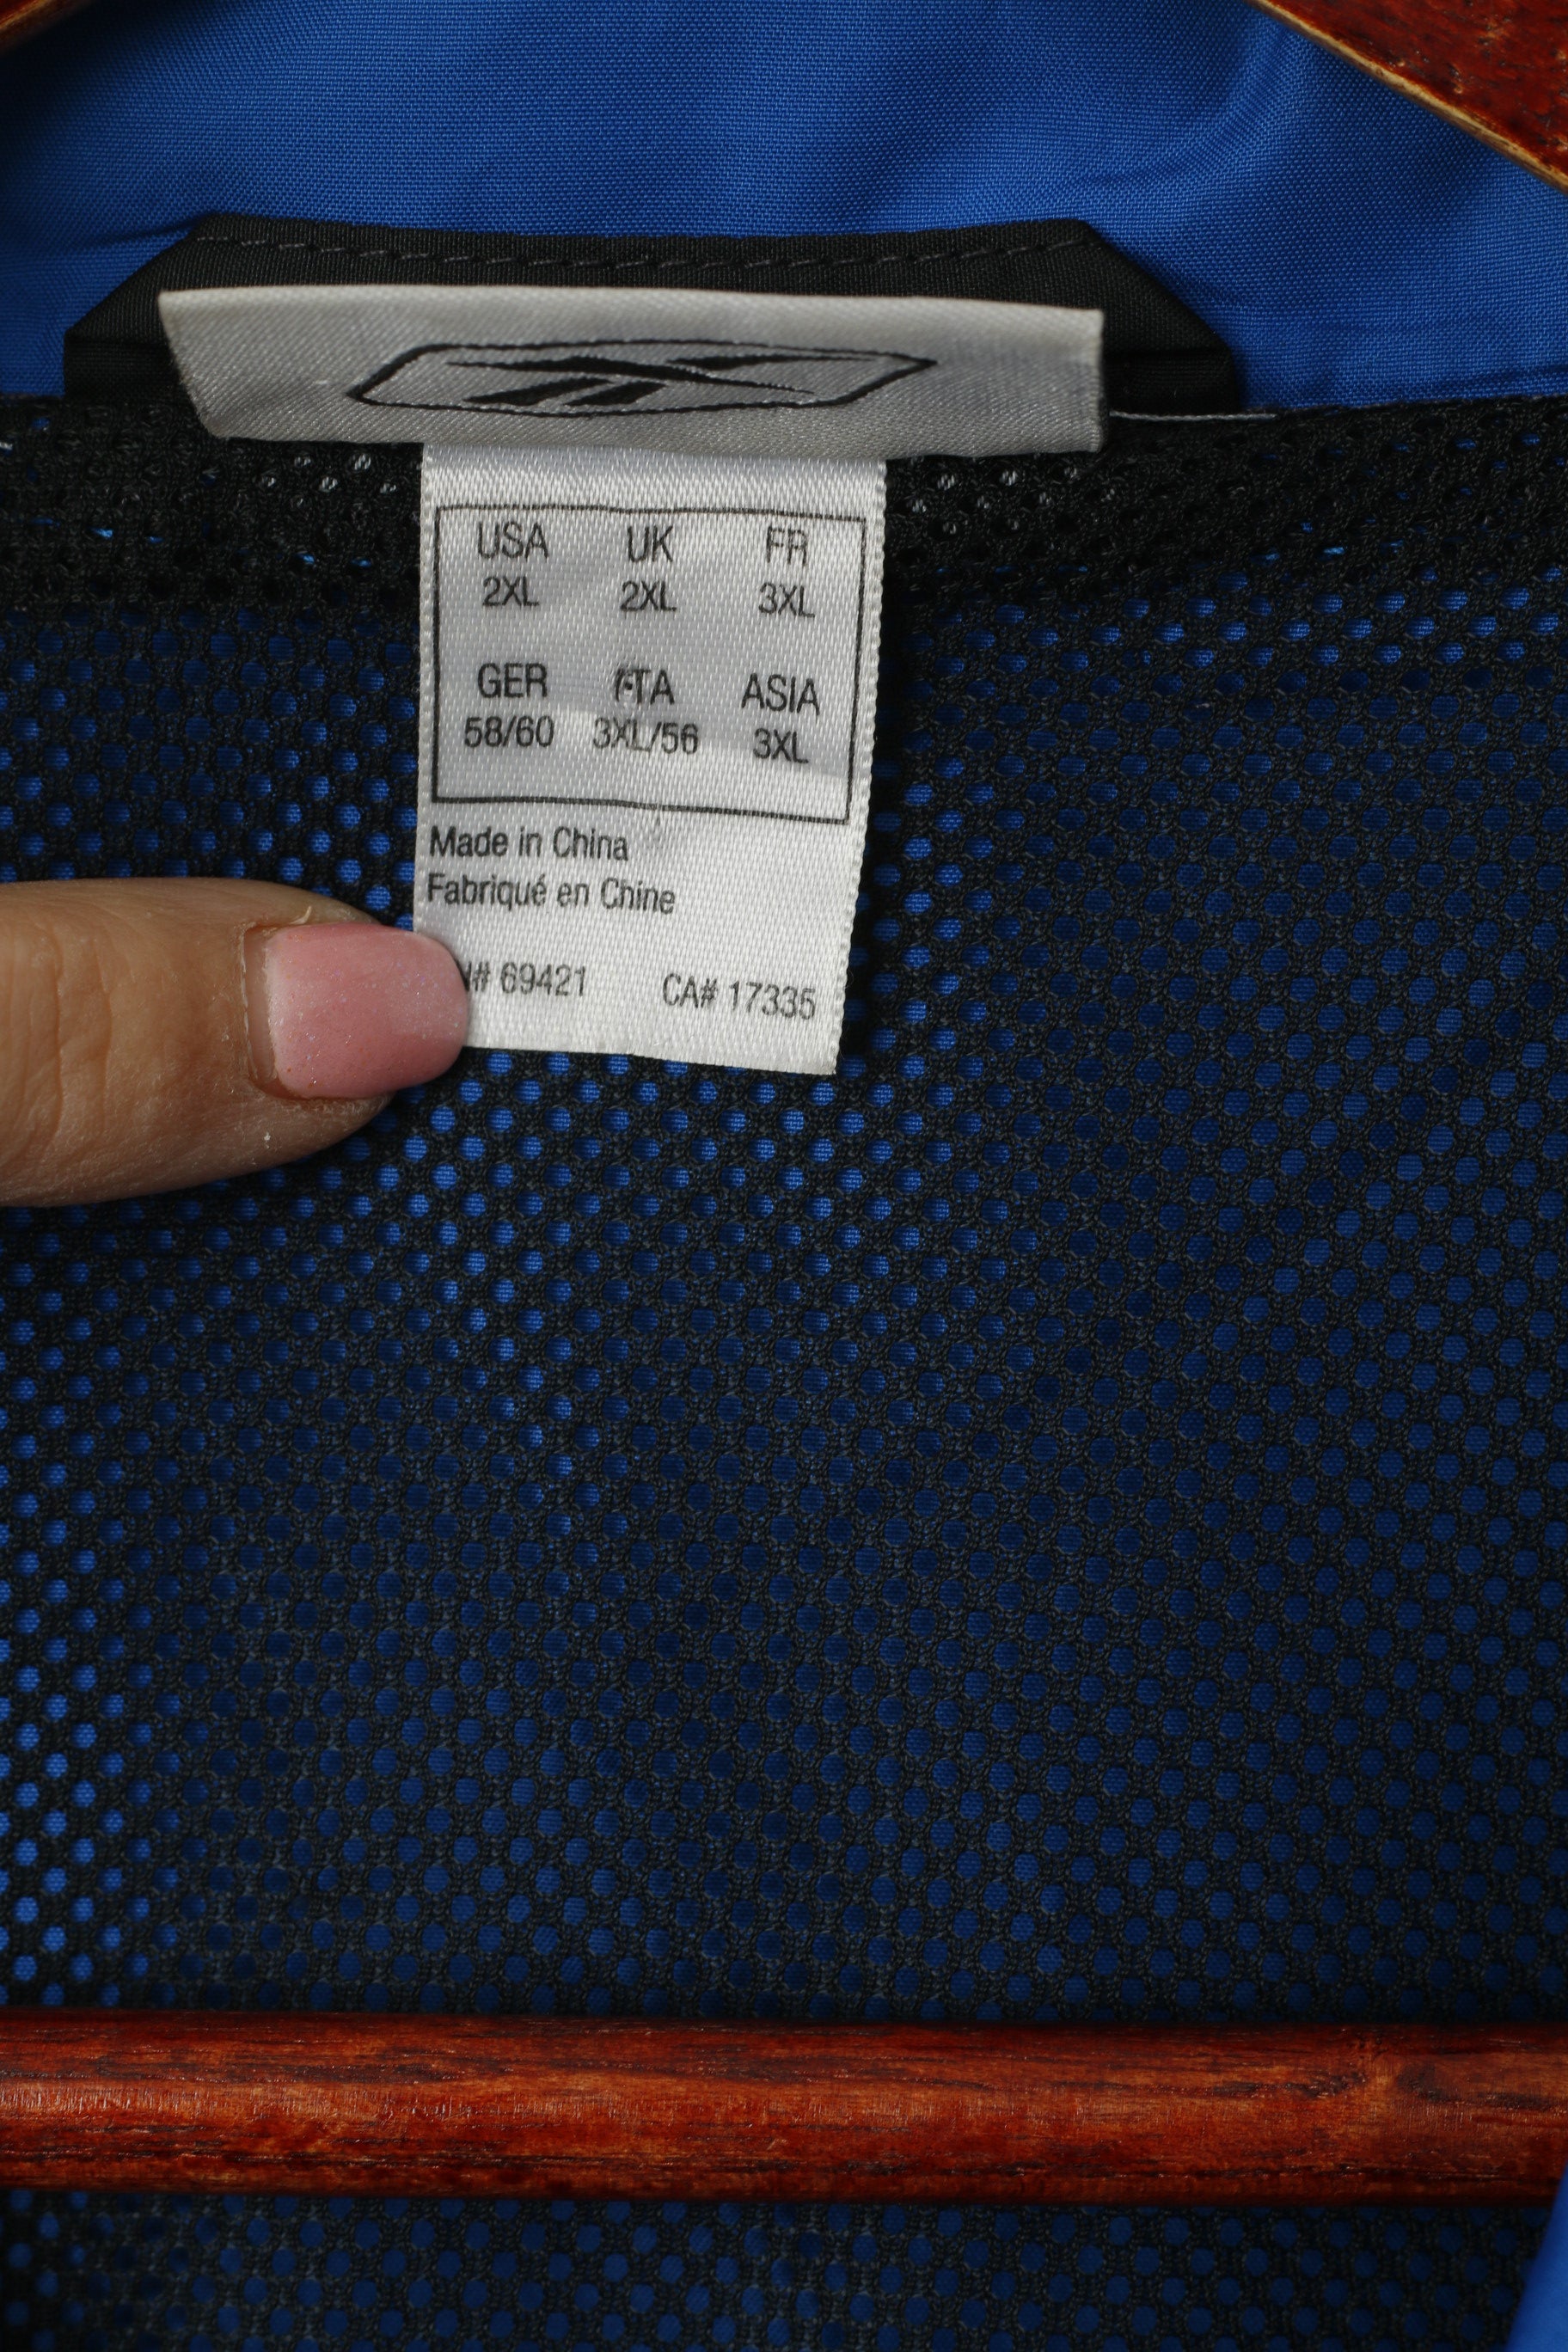 USA UK FR
2XL 2XL 3XL
GER ITA ASIA
58/60 3XL/56 3XL
Made in China
Fabriqué en Chine
# 69421 CA# 17335